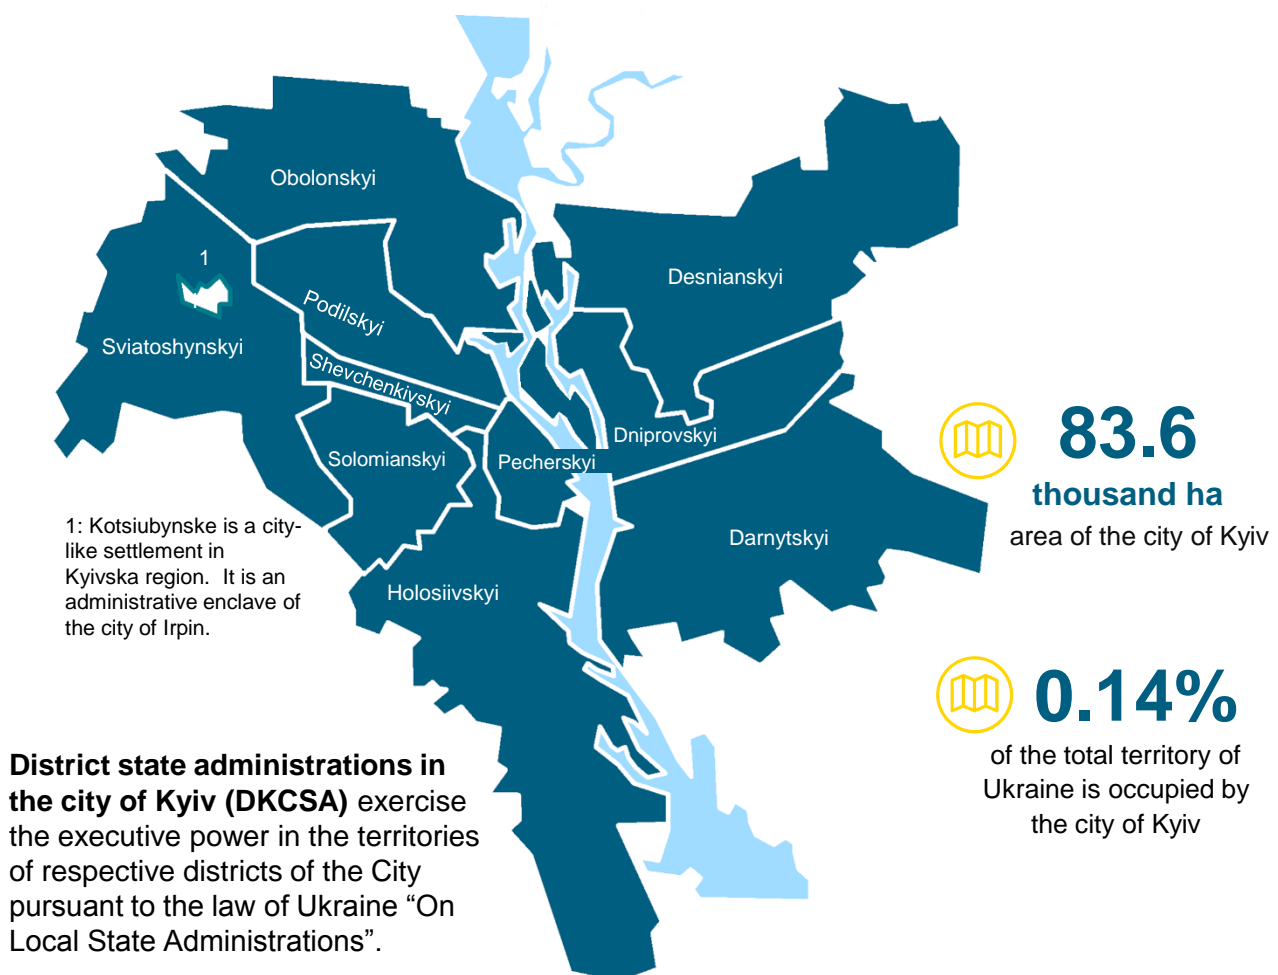 Obolonskyi
1
Desnianskyi
Podilskyi
Sviatoshynskyi
Shevchenkivskyi
Dniprovskyi
Solomianskyi
Pecherskyi
Darnytskyi
Holosiivskyi
83.6
thousand ha
area of the city of Kyiv
1: Kotsiubynske is a city-
like settlement in
Kyivska region. It is an
administrative enclave of
the city of Irpin.
0.14%
of the total territory of
Ukraine is occupied by
the city of Kyiv
District state administrations in
the city of Kyiv (DKCSA) exercise
the executive power in the territories
of respective districts of the City
pursuant to the law of Ukraine “On
Local State Administrations”.